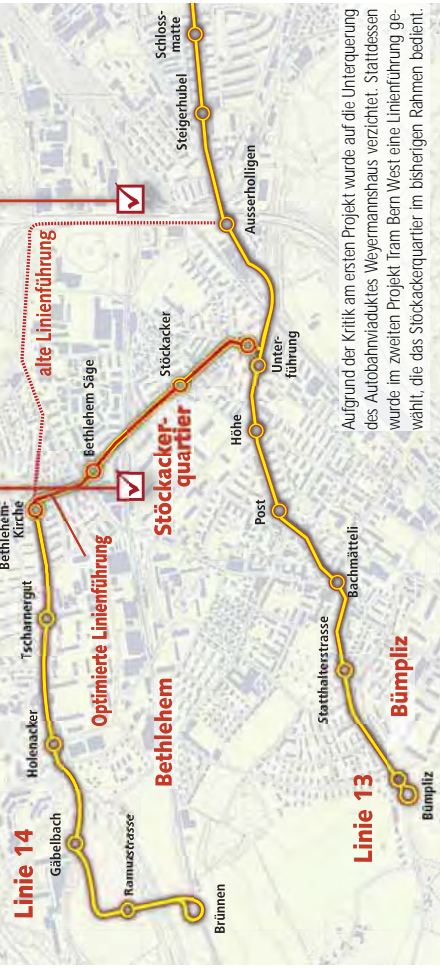 Linie 14
Gäbelbach
Ramuzstrasse
Brünnen
Holenacker
Tscharnergut
Bethlehem-
Kirche
Optimierte Linienführung
Bethlehem
Bethlehem Säge
Stöckacker-
quartier
Stöckacker
alte Linienführung
Linie 13
Bümpliz
Bümpliz
Statthalterstrasse
Bachmätteli
Post
Höhe
Unter-
führung
Ausserholligen
Steigerhubel
Schloss-
matte
Aufgrund der Kritik am ersten Projekt wurde auf die Unterquerung
des Autobahnviaduktes Weyermannshaus verzichtet. Stattdessen
wurde im zweiten Projekt Tram Bern West eine Linienführung ge-
wählt, die das Stöckackerquartier im bisherigen Rahmen bedient.